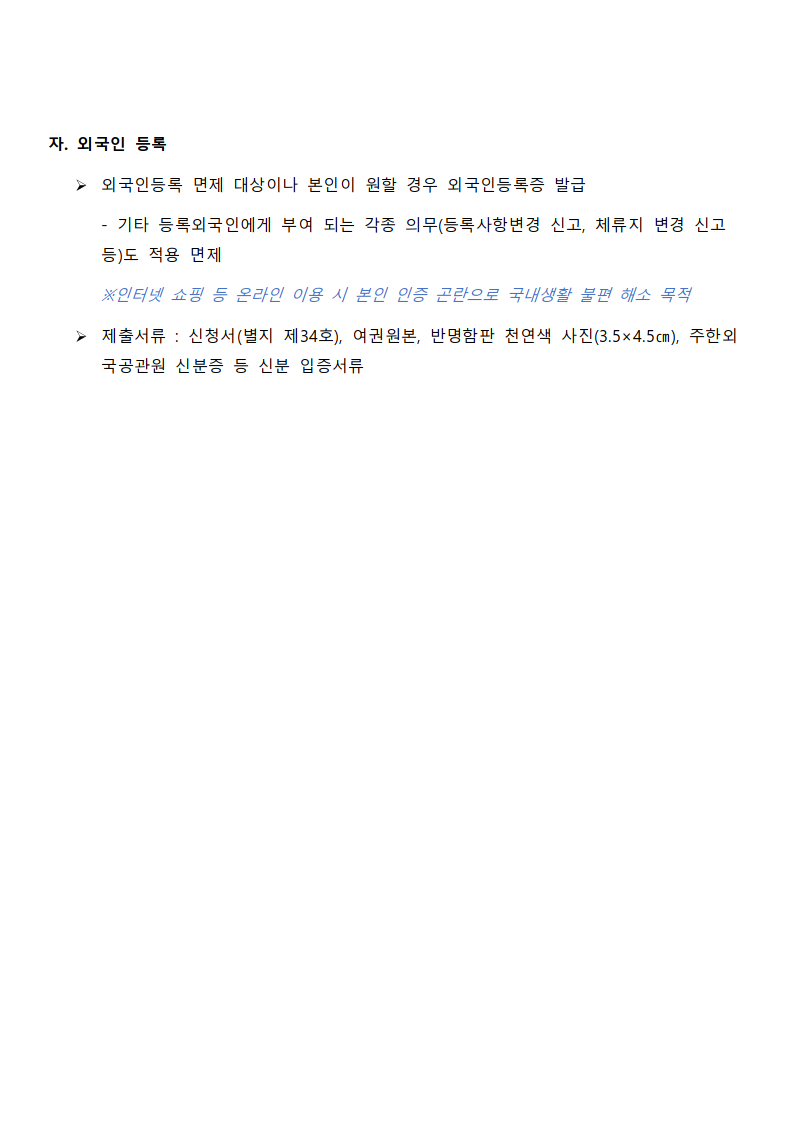 자. 외국인 등록
➢ 외국인등록 면제 대상이나 본인이 원할 경우 외국인등록증 발급
- 기타 등록외국인에게 부여 되는 각종 의무(등록사항변경 신고, 체류지 변경 신고
등)도 적용 면제
※인터넷 쇼핑 등 온라인 이용 시 본인 인증 곤란으로 국내생활 불편 해소 목적
➢ 제출서류 : 신청서(별지 제34호), 여권원본, 반명함판 천연색 사진(3.5×4.5㎝), 주한외
국공관원 신분증 등 신분 입증서류